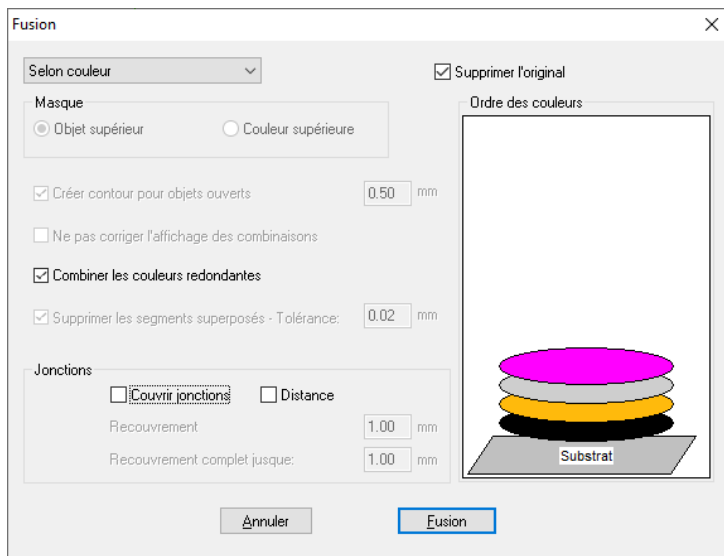 Fusion
Selon couleur
Supprimer l'original
Masque
Objet supérieur
Couleur supérieure
Ordre des couleurs
Créer contour pour objets ouverts
0.50 mm
Ne pas corriger l'affichage des combinaisons
Combiner les couleurs redondantes
Supprimer les segments superposés - Tolérance:
0.02 mm
Jonctions
Couvrir jonctions
Distance
Recouvrement
1.00 mm
Recouvrement complet jusque:
1.00 mm
Substrat
Annuler
Fusion